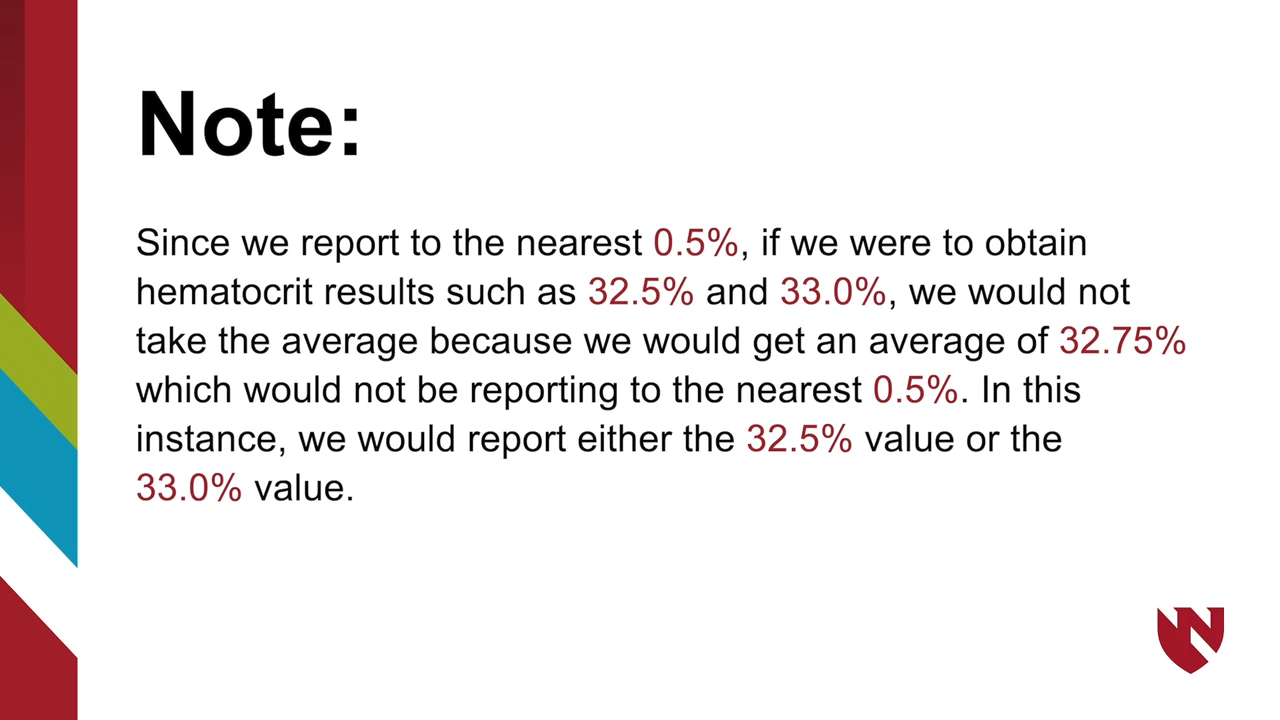 Note:
Since we report to the nearest 0.5%, if we were to obtain
hematocrit results such as 32.5% and 33.0%, we would not
take the average because we would get an average of 32.75%
which would not be reporting to the nearest 0.5%. In this
instance, we would report either the 32.5% value or the
33.0% value.